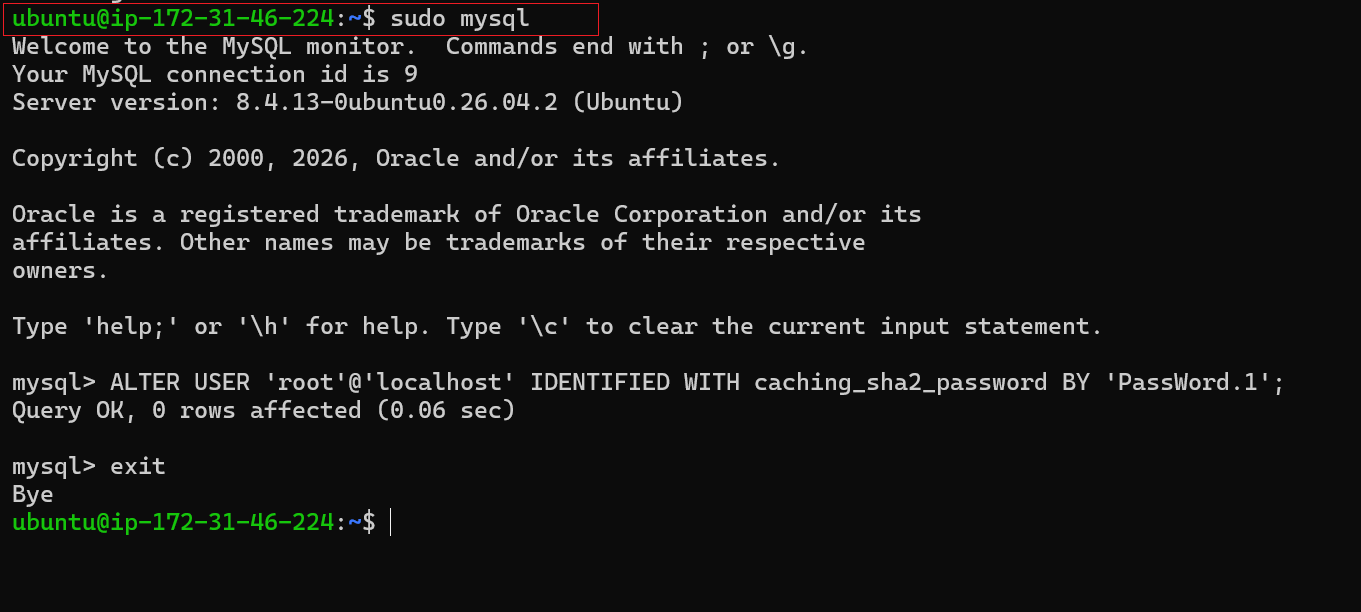 ubuntu@ip-172-31-46-224:~$ sudo mysql
Welcome to the MySQL monitor.  Commands end with ; or \g.
Your MySQL connection id is 9
Server version: 8.4.13-0ubuntu0.26.04.2 (Ubuntu)
Copyright (c) 2000, 2026, Oracle and/or its affiliates.
Oracle is a registered trademark of Oracle Corporation and/or its
affiliates. Other names may be trademarks of their respective
owners.
Type 'help;' or '\h' for help. Type '\c' to clear the current input statement.
mysql> ALTER USER 'root'@'localhost' IDENTIFIED WITH caching_sha2_password BY 'PassWord.1';
Query OK, 0 rows affected (0.06 sec)
mysql> exit
Bye
ubuntu@ip-172-31-46-224:~$